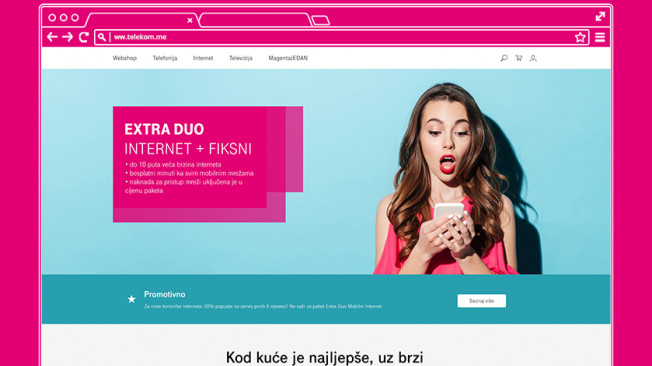 ww.telekom.me
Webshop Telefonija Internet Televizija Magenta|EDAN
EXTRA DUO
INTERNET + FIKSNI
• do 10 puta veća brzina interneta
• besplatni minuti ka svim mobilnim mrežama
• naknada za pristup mreži uključena je u
cijenu paketa
Promotivno
Za nove korisnike interneta: 50% popusta na servis prvih 6 mjeseci! Ne važi za paket Extra Duo Mobilni Internet
Saznaj više
Kod kuće je najljepše, uz brzi